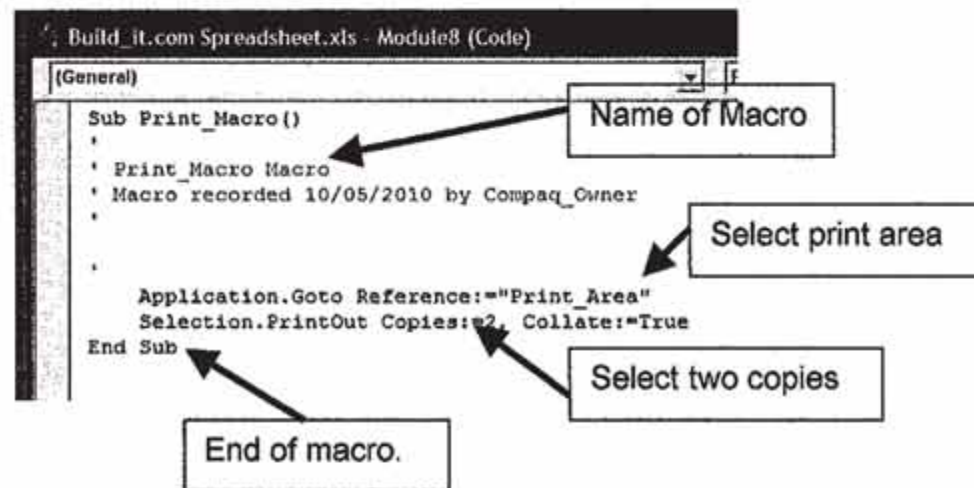 Build_it.com Spreadsheet.xls - Module8 (Code)
(General)
Sub Print_Macro()
'
' Print_Macro Macro
' Macro recorded 10/05/2010 by Compaq_Owner
'
'
Application.Goto Reference:="Print_Area"
Selection.PrintOut Copies:=2, Collate:=True
End Sub
Name of Macro
Select print area
Select two copies
End of macro.